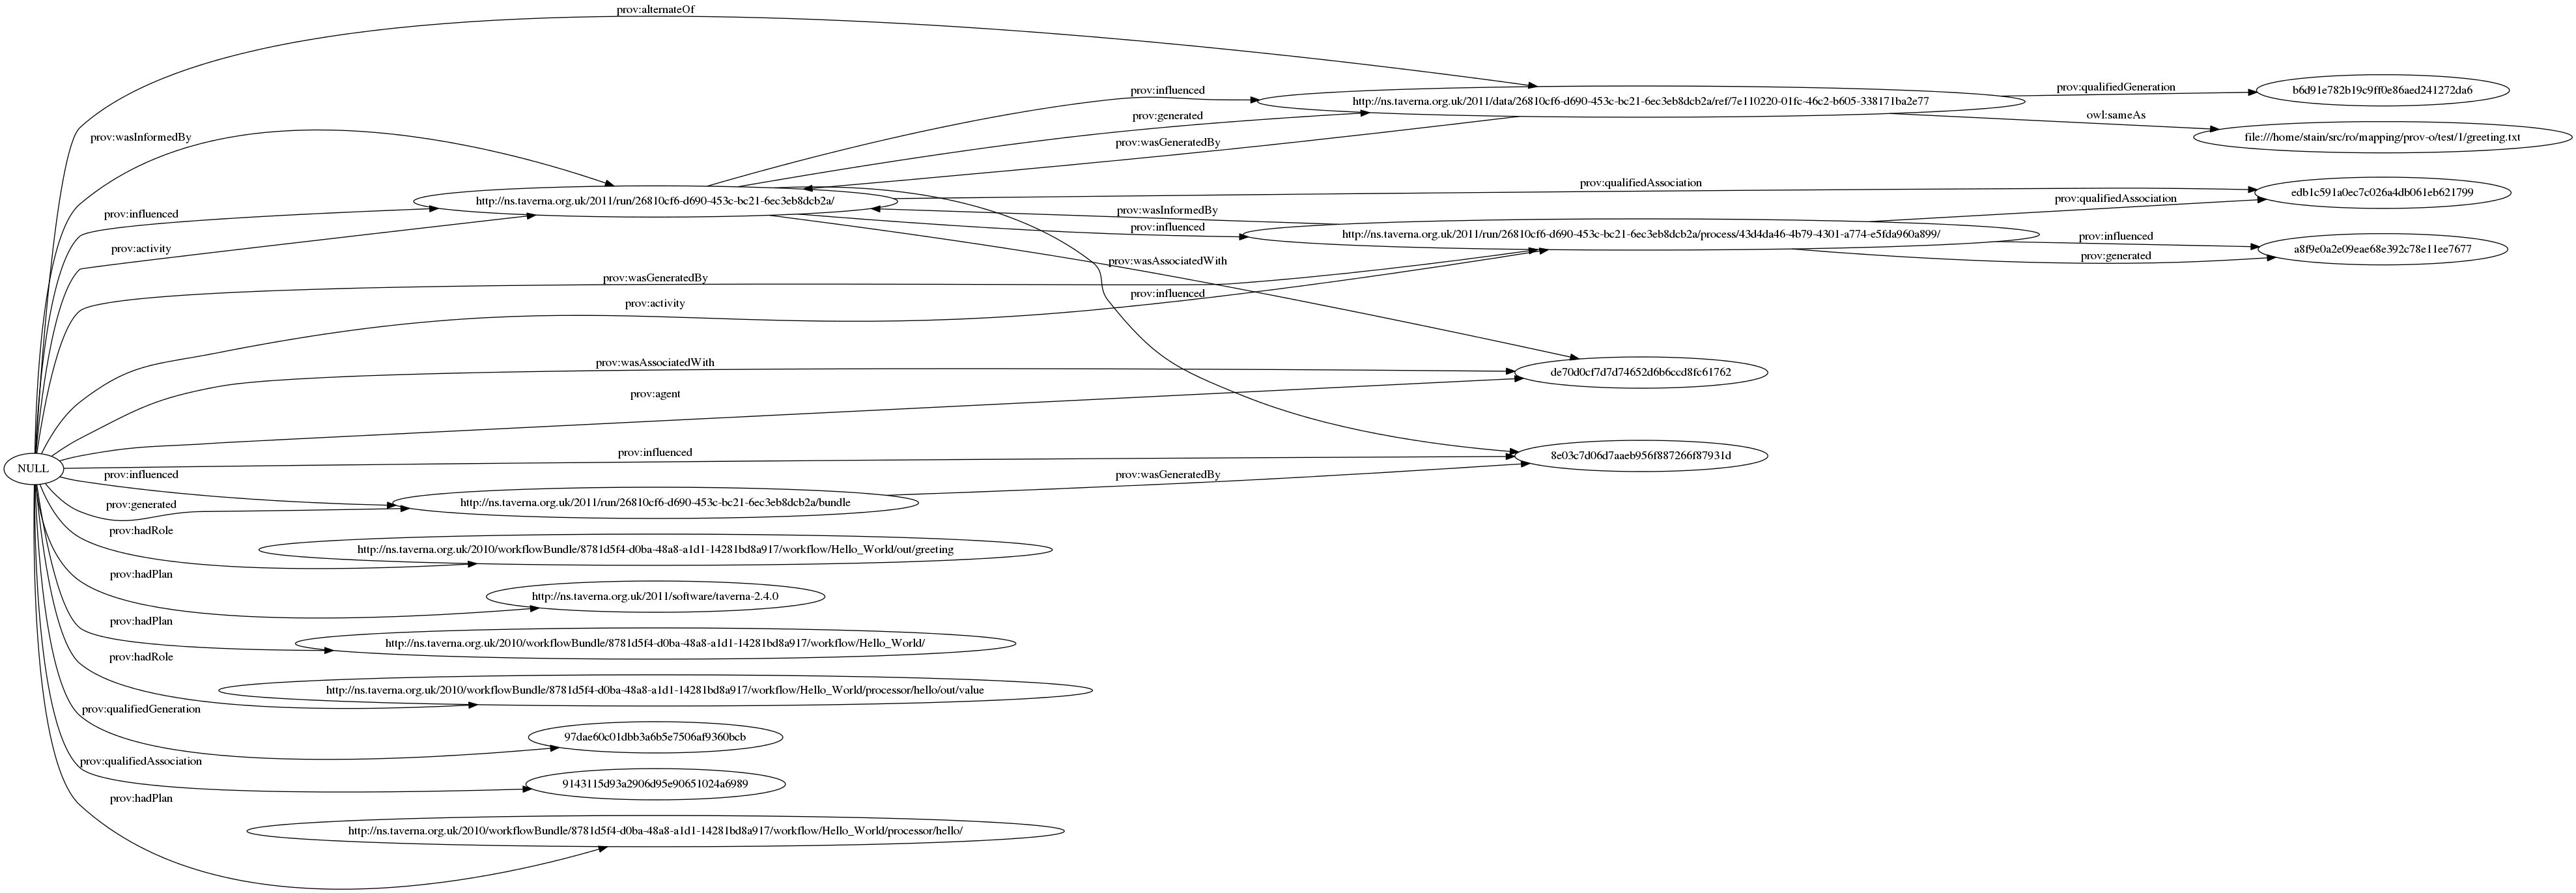 prov:alternateOf
prov:qualifiedGeneration
b6d91e782b19c9ff0e86aed241272da6
prov:influenced
http://ns.taverna.org.uk/2011/data/26810cf6-d690-453c-bc21-6ec3eb8dcb2a/ref/7e110220-01fc-46c2-b605-338171ba2e77
prov:generated
owl:sameAs
prov:wasInformedBy
file:///home/stain/src/ro/mapping/prov-o/test/1/greeting.txt
prov:wasGeneratedBy
prov:qualifiedAssociation
edb1c591a0ec7c026a4db061eb621799
http://ns.taverna.org.uk/2011/run/26810cf6-d690-453c-bc21-6ec3eb8dcb2a/
prov:qualifiedAssociation
prov:influenced
prov:wasInformedBy
prov:influenced
http://ns.taverna.org.uk/2011/run/26810cf6-d690-453c-bc21-6ec3eb8dcb2a/process/43d4da46-4b79-4301-a774-e5fda960a899/
prov:influenced
prov:activity
a8f9e0a2e09eae68e392c78e11ee7677
prov:generated
prov:wasAssociatedWith
prov:wasGeneratedBy
prov:influenced
prov:activity
prov:wasAssociatedWith
de70d0cf7d7d74652d6b6ccd8fc61762
prov:agent
prov:influenced
8e03c7d06d7aaeb956f887266f87931d
NULL
prov:influenced
prov:wasGeneratedBy
http://ns.taverna.org.uk/2011/run/26810cf6-d690-453c-bc21-6ec3eb8dcb2a/bundle
prov:generated
prov:hadRole
http://ns.taverna.org.uk/2010/workflowBundle/8781d5f4-d0ba-48a8-a1d1-14281bd8a917/workflow/Hello_World/out/greeting
prov:hadPlan
http://ns.taverna.org.uk/2011/software/taverna-2.4.0
prov:hadPlan
http://ns.taverna.org.uk/2010/workflowBundle/8781d5f4-d0ba-48a8-a1d1-14281bd8a917/workflow/Hello_World/
prov:hadRole
http://ns.taverna.org.uk/2010/workflowBundle/8781d5f4-d0ba-48a8-a1d1-14281bd8a917/workflow/Hello_World/processor/hello/out/value
prov:qualifiedGeneration
97dae60c01dbb3a6b5e7506af9360bcb
prov:qualifiedAssociation
9143115d93a2906d95e90651024a6989
prov:hadPlan
http://ns.taverna.org.uk/2010/workflowBundle/8781d5f4-d0ba-48a8-a1d1-14281bd8a917/workflow/Hello_World/processor/hello/